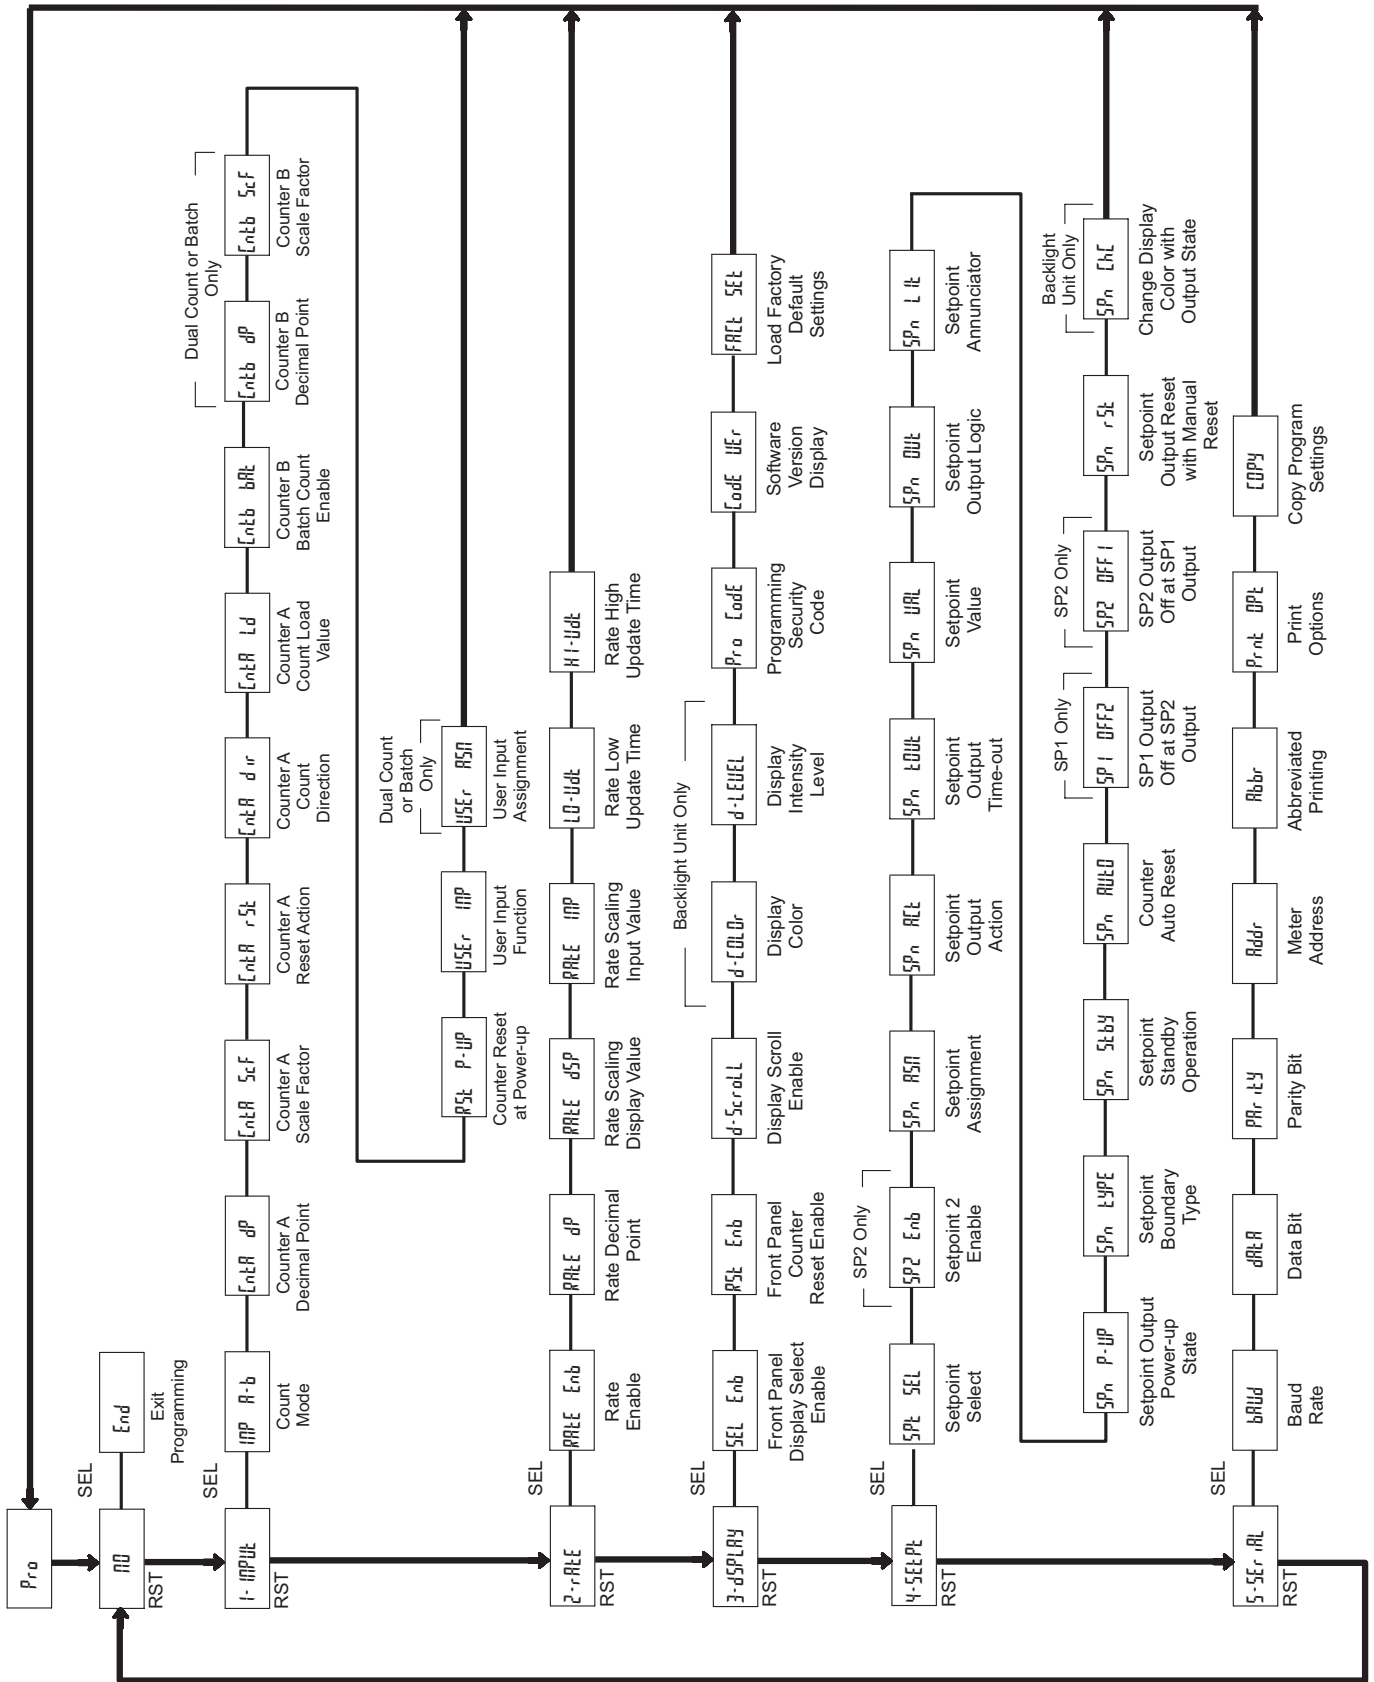 Pro
NO
RST
SEL
End
Exit
Programming
1-INPUt
RST
SEL
INP A-b
Count
Mode
CntA dP
Counter A
Decimal Point
CntA ScF
Counter A
Scale Factor
CntA rSt
Counter A
Reset Action
CntA dir
Counter A
Count
Direction
CntA Ld
Counter A
Count Load
Value
Cntb bAt
Counter B
Batch Count
Enable
Dual Count or Batch
Only
Cntb dP
Counter B
Decimal Point
Cntb ScF
Counter B
Scale Factor
RSt P-UP
Counter Reset
at Power-up
USEr INP
User Input
Function
Dual Count
or Batch
Only
USEr ASN
User Input
Assignment
2-rAtE
RST
SEL
RAtE Enb
Rate
Enable
RAtE dP
Rate Decimal
Point
RAtE dSP
Rate Scaling
Display Value
RAtE INP
Rate Scaling
Input Value
LO-Udt
Rate Low
Update Time
HI-Udt
Rate High
Update Time
3-dSPLAy
RST
SEL
SEL Enb
Front Panel
Display Select
Enable
RSt Enb
Front Panel
Counter
Reset Enable
d-ScroLL
Display Scroll
Enable
Backlight Unit Only
d-COLOr
Display
Color
d-LEVEL
Display
Intensity
Level
Pro CodE
Programming
Security
Code
CodE VEr
Software
Version
Display
FACt SEt
Load Factory
Default
Settings
4-SEtPt
RST
SEL
SPt SEL
Setpoint
Select
SP2 Only
SP2 Enb
Setpoint 2
Enable
SPn ASN
Setpoint
Assignment
SPn ACt
Setpoint
Output
Action
SPn tOUt
Setpoint
Output
Time-out
SPn VAL
Setpoint
Value
SPn OUt
Setpoint
Output Logic
SPn LIt
Setpoint
Annunciator
SPn P-UP
Setpoint Output
Power-up
State
SPn tYPE
Setpoint
Boundary
Type
SPn Stby
Setpoint
Standby
Operation
SPn AUtO
Counter
Auto Reset
SP1 Only
SP1 OFF2
SP1 Output
Off at SP2
Output
SP2 Only
SP2 OFF1
SP2 Output
Off at SP1
Output
SPn rSt
Setpoint
Output Reset
with Manual
Reset
Backlight
Unit Only
SPn ChC
Change Display
Color with
Output State
5-SEriAL
RST
SEL
bAUd
Baud
Rate
dAtA
Data Bit
PAritY
Parity Bit
Addr
Meter
Address
Abbr
Abbreviated
Printing
Prnt OPt
Print
Options
COPY
Copy Program
Settings